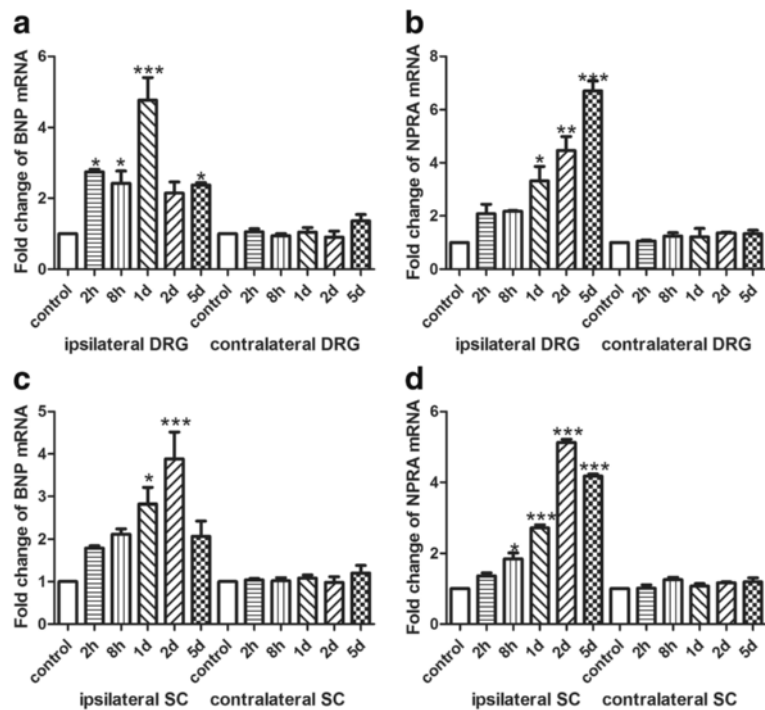 a
Fold change of BNP mRNA
6
4
2
0
*
*
***
*
control
2h
8h
1d
2d
5d
control
2h
8h
1d
2d
5d
ipsilateral DRG
contralateral DRG
b
Fold change of NPRA mRNA
8
6
4
2
0
*
**
***
control
2h
8h
1d
2d
5d
control
2h
8h
1d
2d
5d
ipsilateral DRG
contralateral DRG
c
Fold change of BNP mRNA
5
4
3
2
1
0
*
***
control
2h
8h
1d
2d
5d
control
2h
8h
1d
2d
5d
ipsilateral SC
contralateral SC
d
Fold change of NPRA mRNA
6
4
2
0
*
***
***
***
control
2h
8h
1d
2d
5d
control
2h
8h
1d
2d
5d
ipsilateral SC
contralateral SC